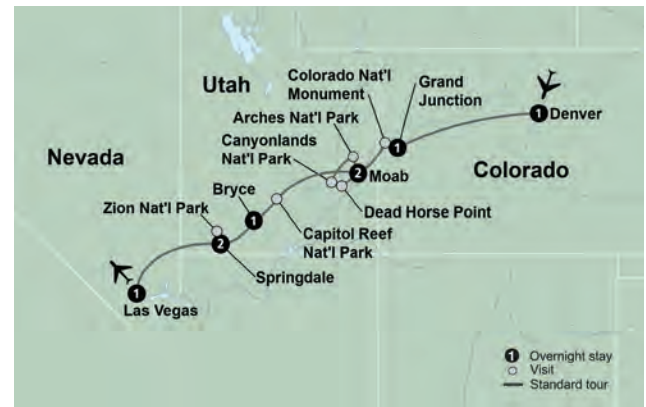 Utah
Colorado Nat'l
Monument
Grand
Junction
Arches Nat'l Park
1 Denver
Canyonlands
Nat'l Park
1
Nevada
2 Moab
Colorado
Bryce
Dead Horse Point
Zion Nat'l Park
1
Capitol Reef
Nat'l Park
2
Springdale
1
Las Vegas
1 Overnight stay
Visit
Standard tour